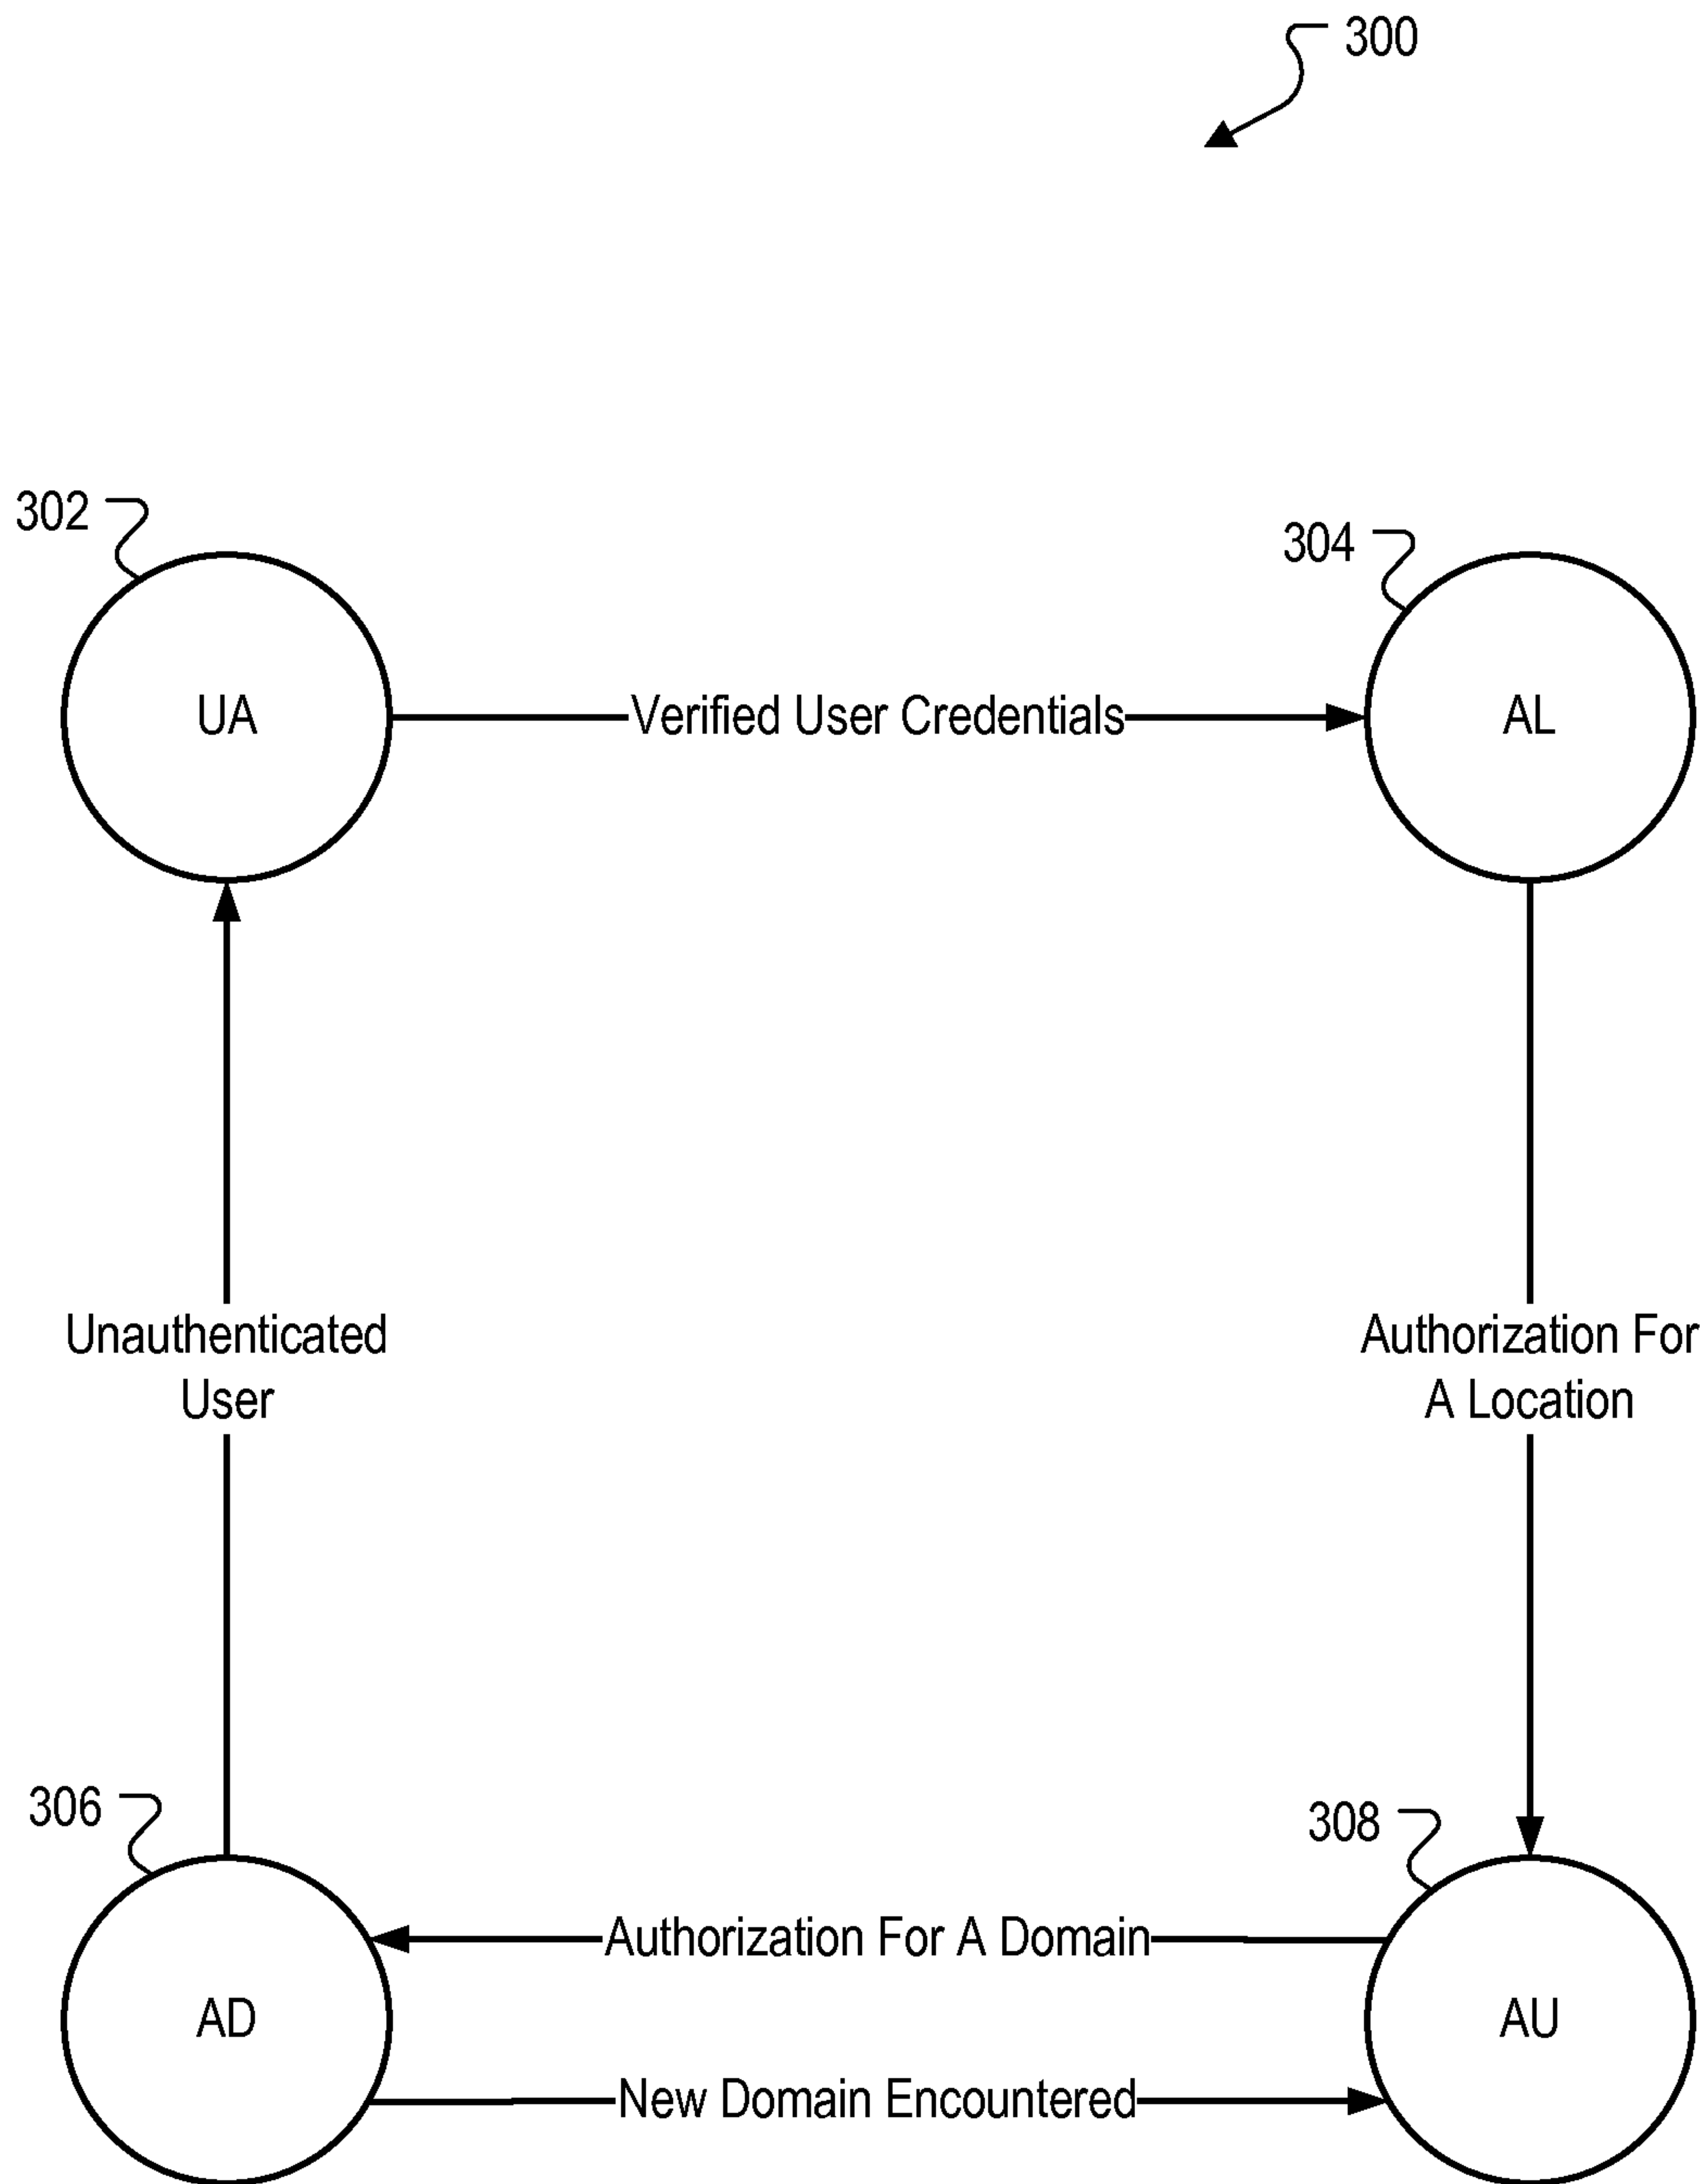 300
302
304
UA
Verified User Credentials
AL
Unauthenticated
User
Authorization For
A Location
306
308
Authorization For A Domain
AD
AU
New Domain Encountered